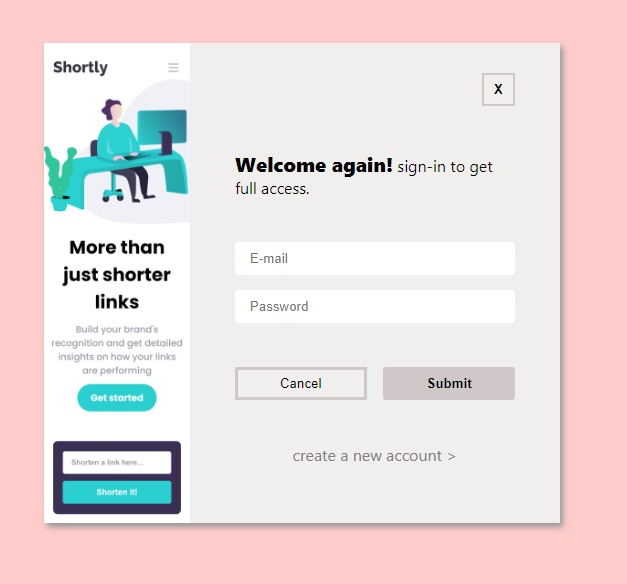 Shortly
More than
just shorter
links
Build your brand's
recognition and get detailed
insights on how your links
are performing
Get started
Shorten a link here...
Shorten it!
X
Welcome again! sign-in to get
full access.
E-mail
Password
Cancel
Submit
create a new account >